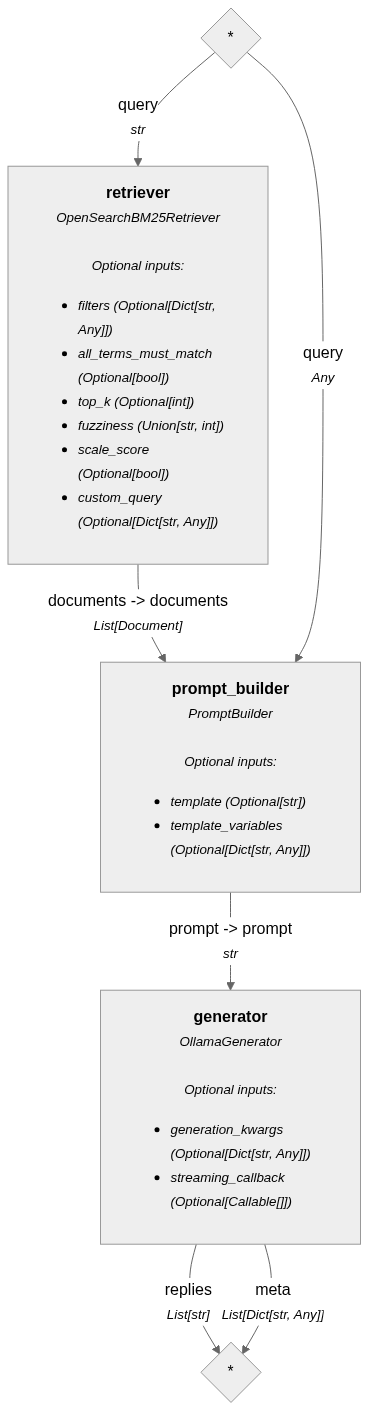 *
query
str
retriever
OpenSearchBM25Retriever
Optional inputs:
filters (Optional[Dict[str,
Any]])
all_terms_must_match
(Optional[bool])
top_k (Optional[int])
fuzziness (Union[str, int])
scale_score
(Optional[bool])
custom_query
(Optional[Dict[str, Any]])
query
Any
documents -> documents
List[Document]
prompt_builder
PromptBuilder
Optional inputs:
template (Optional[str])
template_variables
(Optional[Dict[str, Any]])
prompt -> prompt
str
generator
OllamaGenerator
Optional inputs:
generation_kwargs
(Optional[Dict[str, Any]])
streaming_callback
(Optional[Callable[]])
replies
List[str]
meta
List[Dict[str, Any]]
*